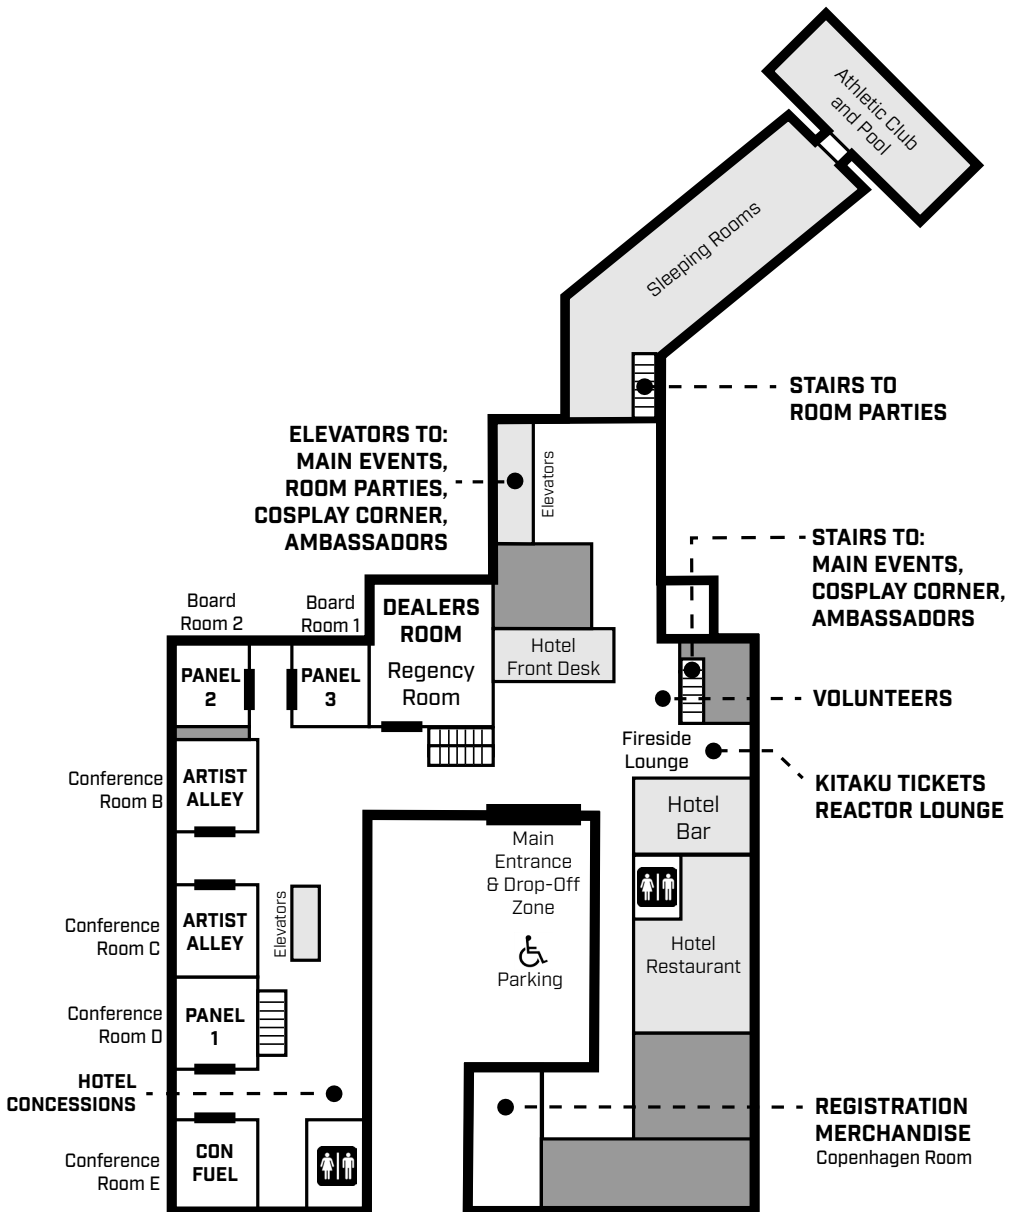 Athletic Club
and Pool
Sleeping Rooms
STAIRS TO
ROOM PARTIES
ELEVATORS TO:
MAIN EVENTS,
ROOM PARTIES,
COSPLAY CORNER,
AMBASSADORS
Elevators
STAIRS TO:
MAIN EVENTS,
COSPLAY CORNER,
AMBASSADORS
Board
Room 2
Board
Room 1
DEALERS
ROOM
Regency
Room
Hotel
Front Desk
PANEL
2
PANEL
3
VOLUNTEERS
Fireside
Lounge
KITAKU TICKETS
REACTOR LOUNGE
Conference
Room B
ARTIST
ALLEY
Hotel
Bar
Main
Entrance
& Drop-Off
Zone
Parking
Conference
Room C
ARTIST
ALLEY
Elevators
Hotel
Restaurant
Conference
Room D
PANEL
1
HOTEL
CONCESSIONS
REGISTRATION
MERCHANDISE
Copenhagen Room
Conference
Room E
CON
FUEL